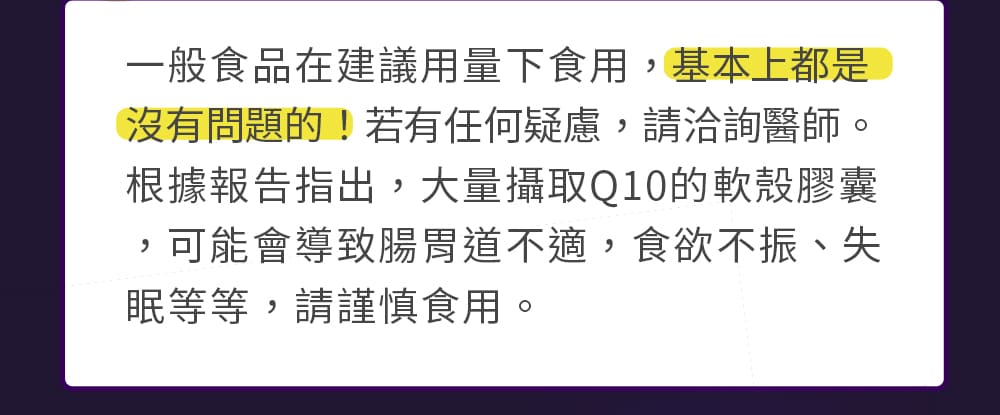 一般食品在建議用量下食用，基本上都是
沒有問題的！若有任何疑慮，請洽詢醫師。
根據報告指出，大量攝取Q10的軟殼膠囊
，可能會導致腸胃道不適，食欲不振、失
眠等等，請謹慎食用。